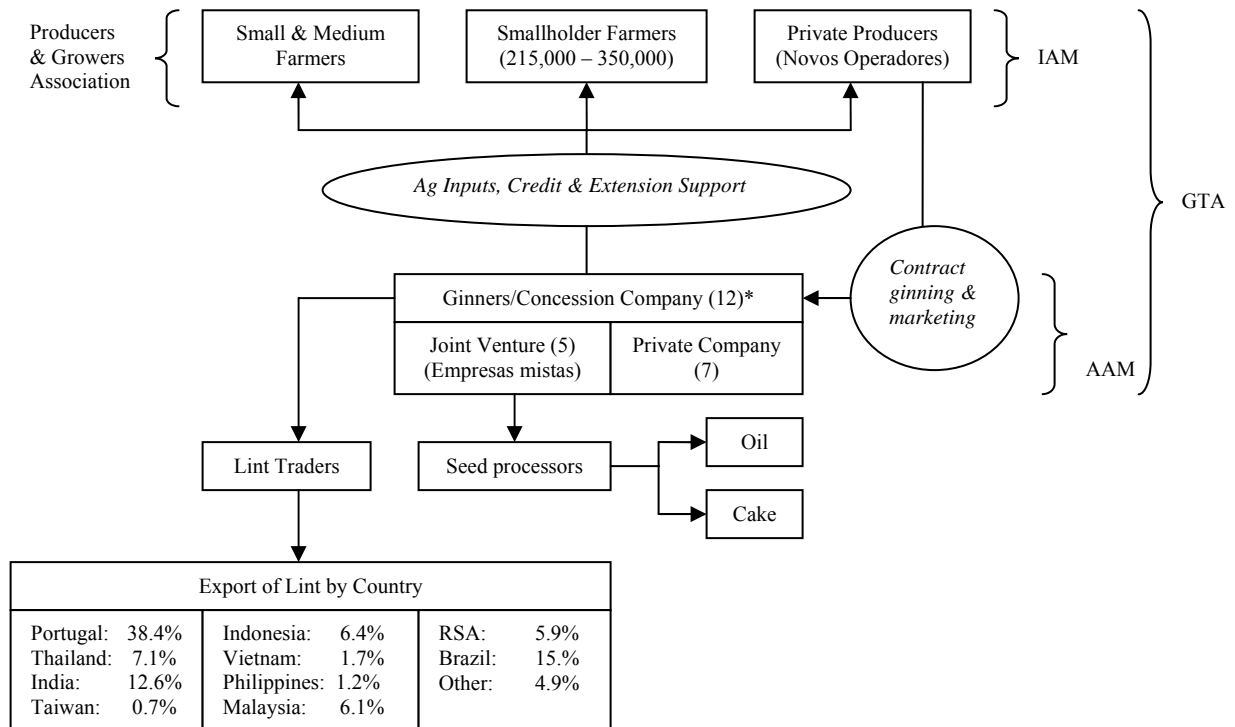 Producers
& Growers
Association
Small & Medium
Farmers
Smallholder Farmers
(215,000 – 350,000)
Private Producers
(Novos Operadores)
IAM
Ag Inputs, Credit & Extension Support
GTA
Contract
ginning &
marketing
Ginners/Concession Company (12)*
Joint Venture (5)
(Empresas mistas)
Private Company
(7)
AAM
Lint Traders
Seed processors
Oil
Cake
Export of Lint by Country
Portugal: 38.4%
Thailand: 7.1%
India: 12.6%
Taiwan: 0.7%
Indonesia: 6.4%
Vietnam: 1.7%
Philippines: 1.2%
Malaysia: 6.1%
RSA: 5.9%
Brazil: 15.%
Other: 4.9%